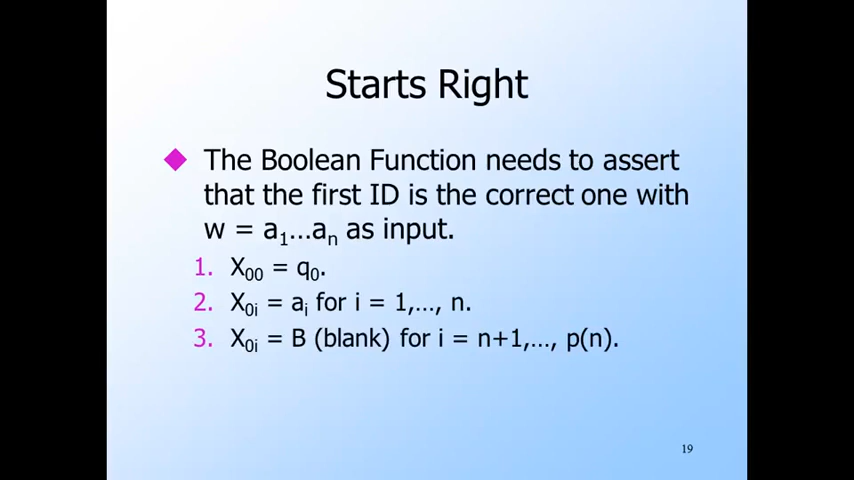 Starts Right
The Boolean Function needs to assert
that the first ID is the correct one with
w = a₁…aₙ as input.
1. X₀₀ = q₀.
2. X₀ᵢ = aᵢ for i = 1,…, n.
3. X₀ᵢ = B (blank) for i = n+1,…, p(n).
19